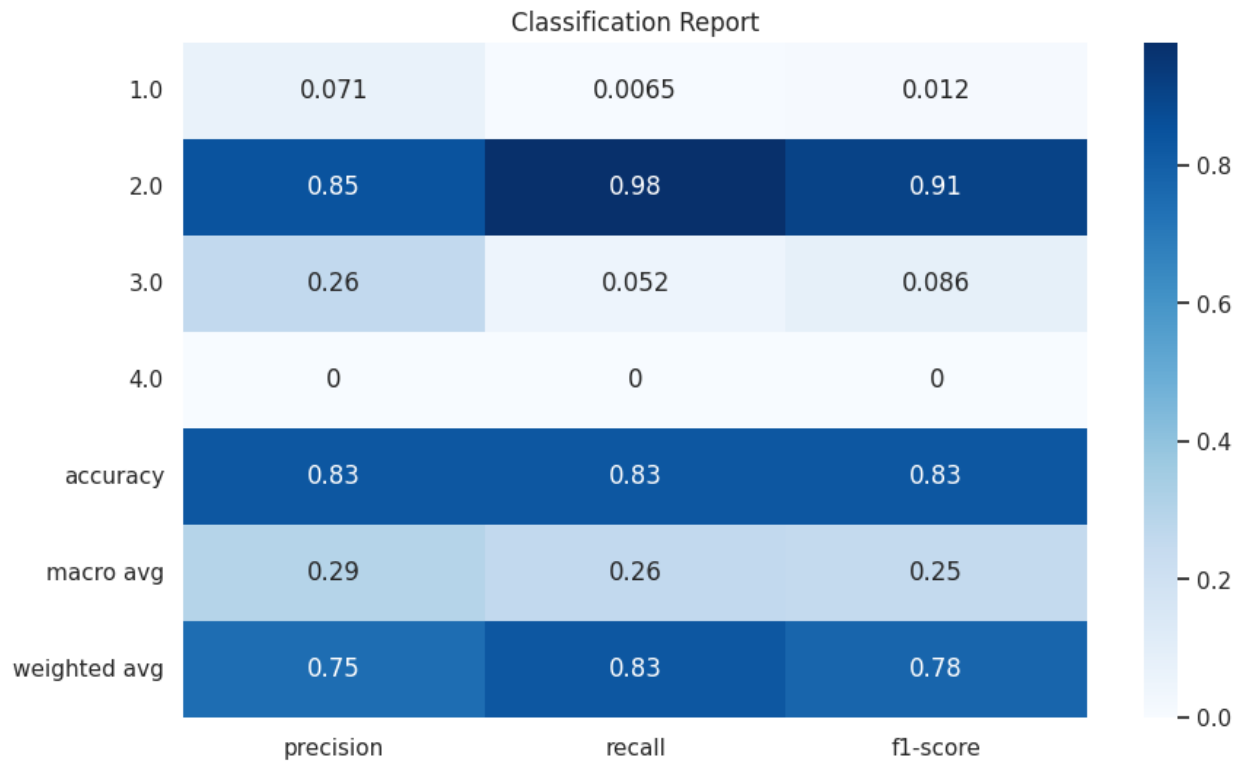 Classification Report
1.0 0.071 0.0065 0.012
2.0 0.85 0.98 0.91
3.0 0.26 0.052 0.086
4.0 0 0 0
accuracy 0.83 0.83 0.83
macro avg 0.29 0.26 0.25
weighted avg 0.75 0.83 0.78
precision recall f1-score
0.8
0.6
0.4
0.2
0.0